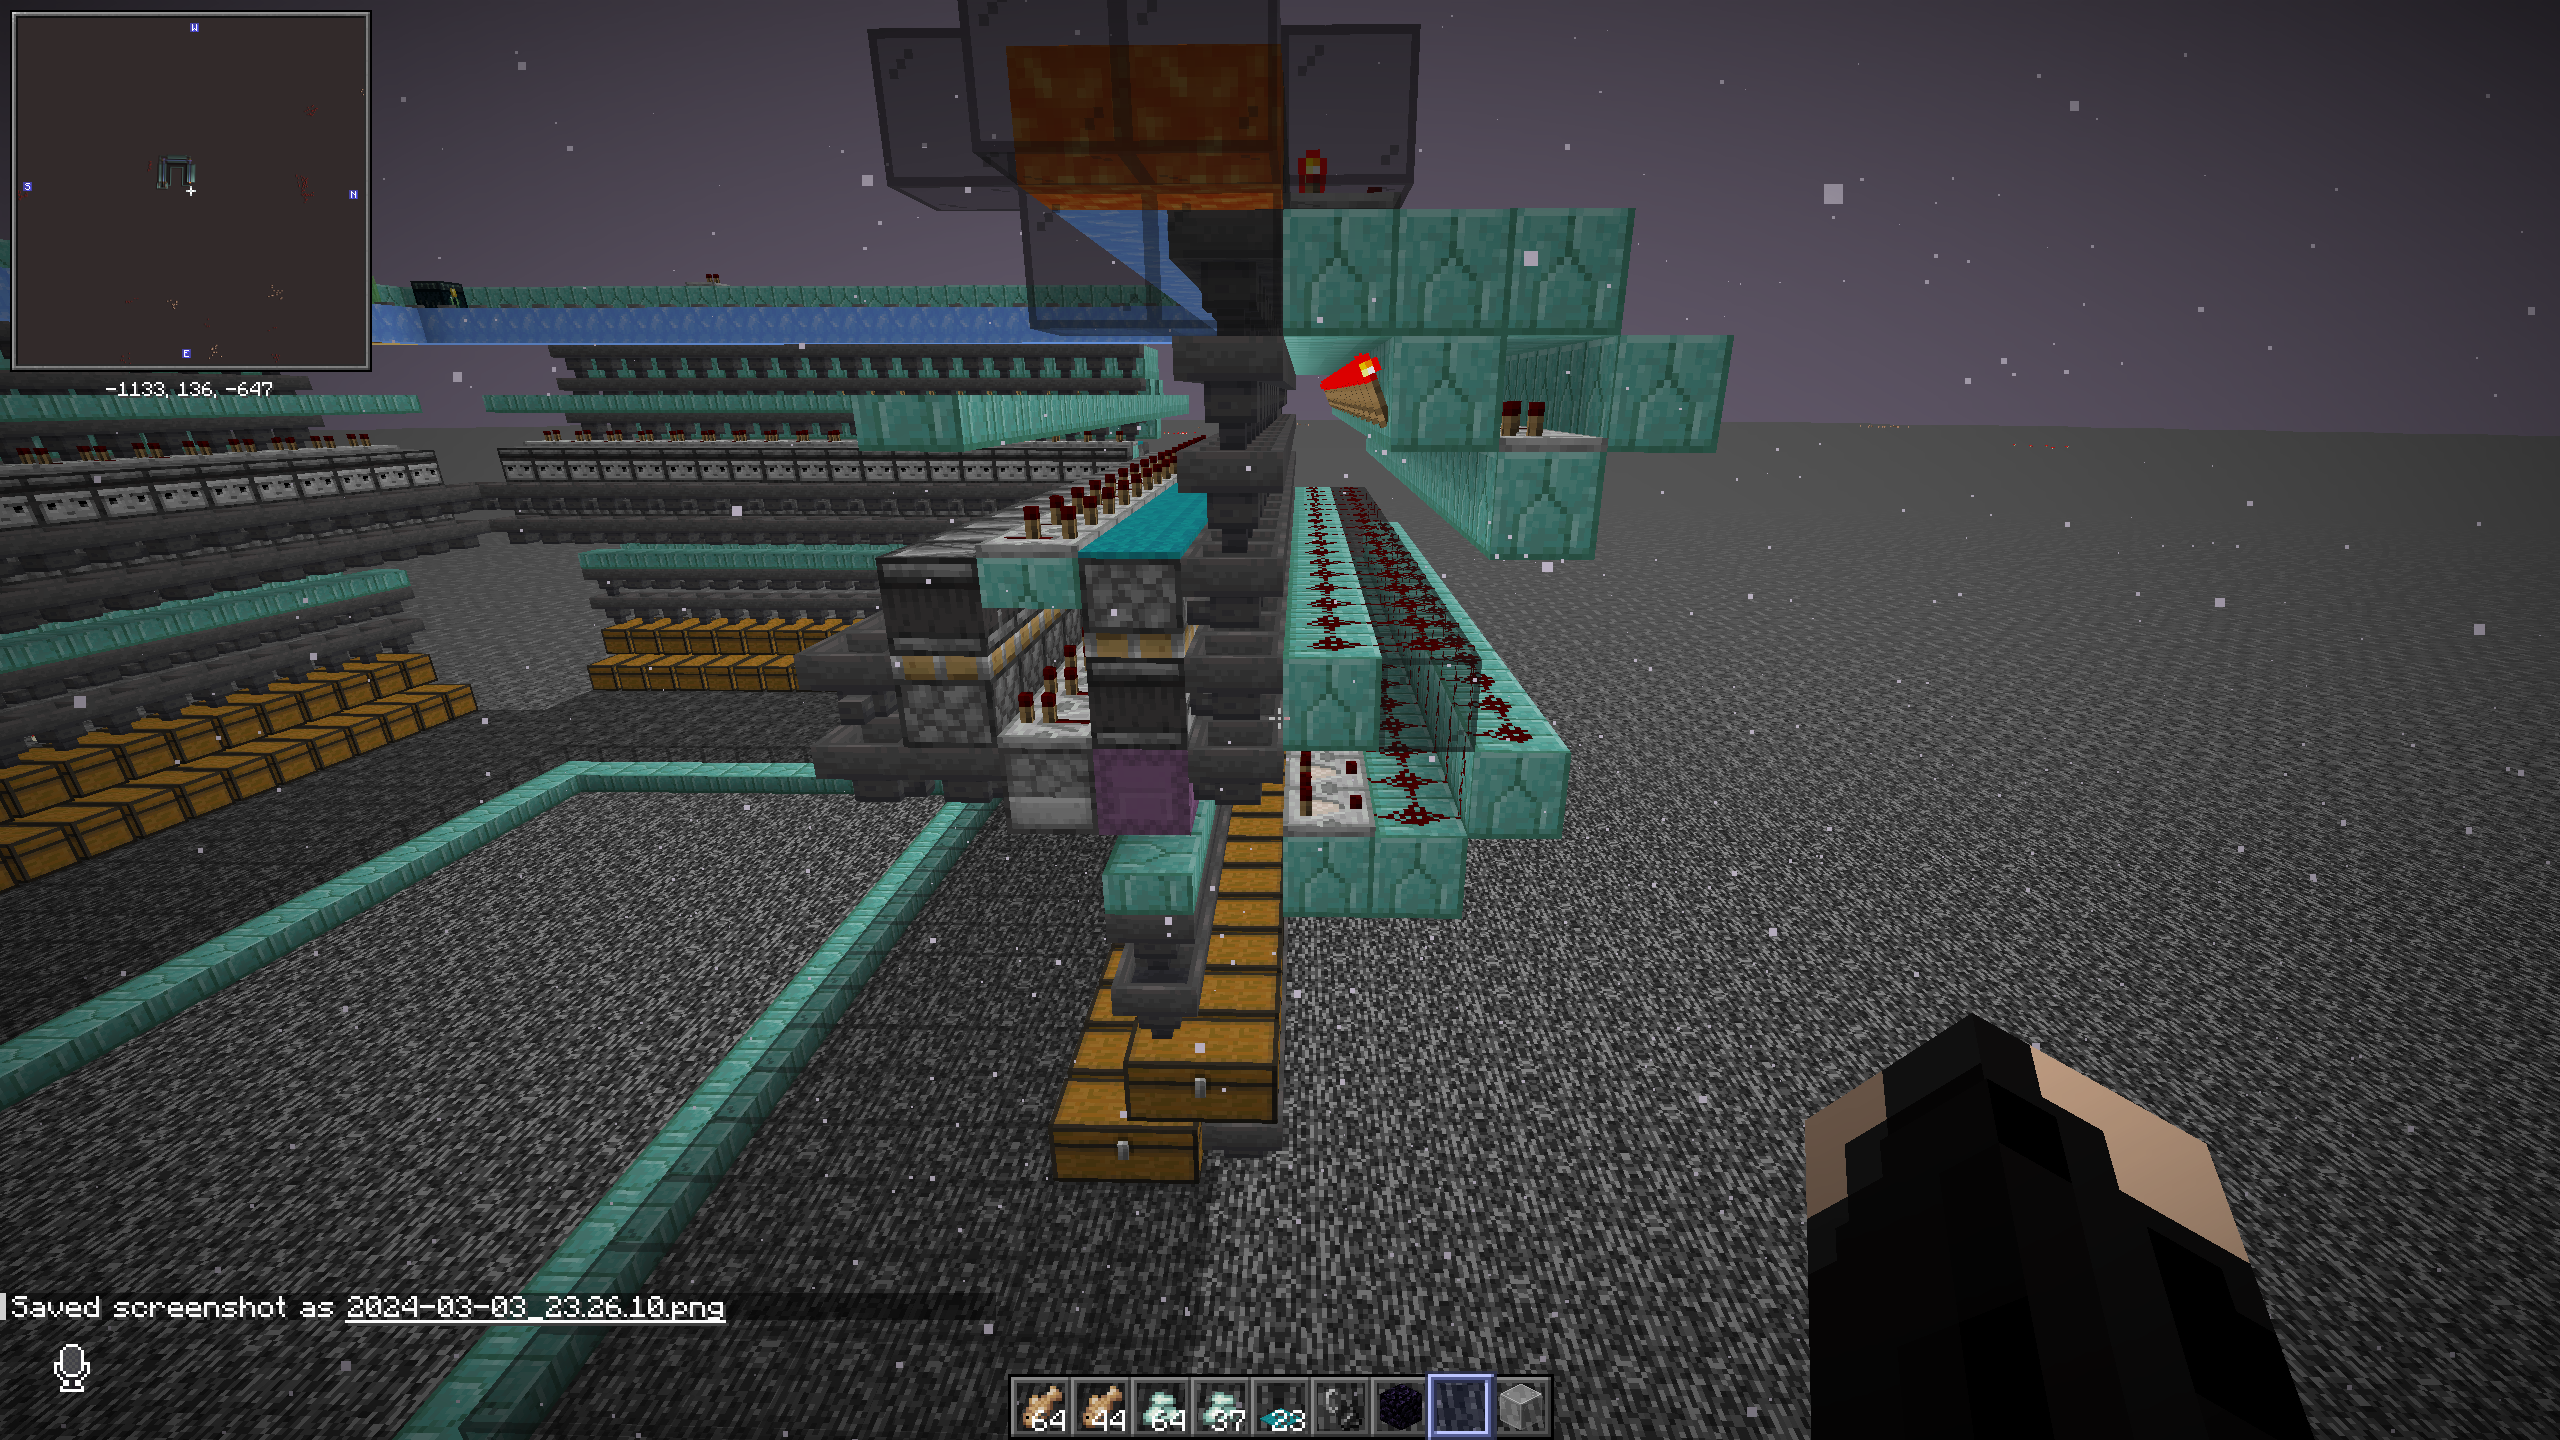 W
S
N
E
-1133, 136, -647
Saved screenshot as 2024-03-03_23.26.10.png
64 44 64 37 23